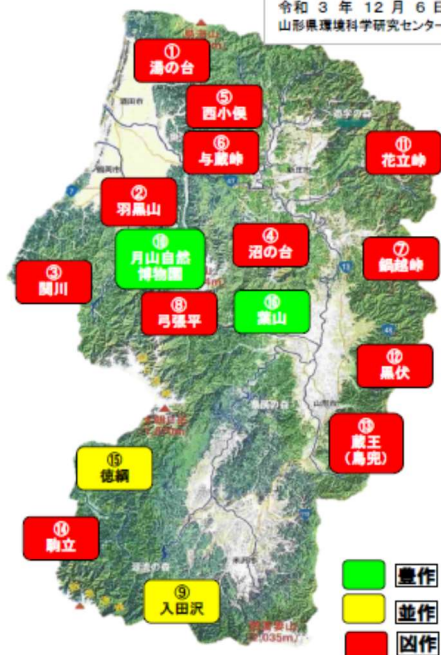 令和 3 年 12 月 6 日
山形県環境科学研究センター
①
湯の台
⑤
西小俣
⑥
与蔵峠
⑪
花立峠
②
羽黒山
⑩
月山自然
博物園
④
沼の台
⑦
鍋越峠
③
関川
⑧
弓張平
⑯
葉山
⑫
黒伏
⑬
蔵王
(鳥兜)
⑮
徳網
⑭
駒立
⑨
入田沢
豊作
並作
凶作